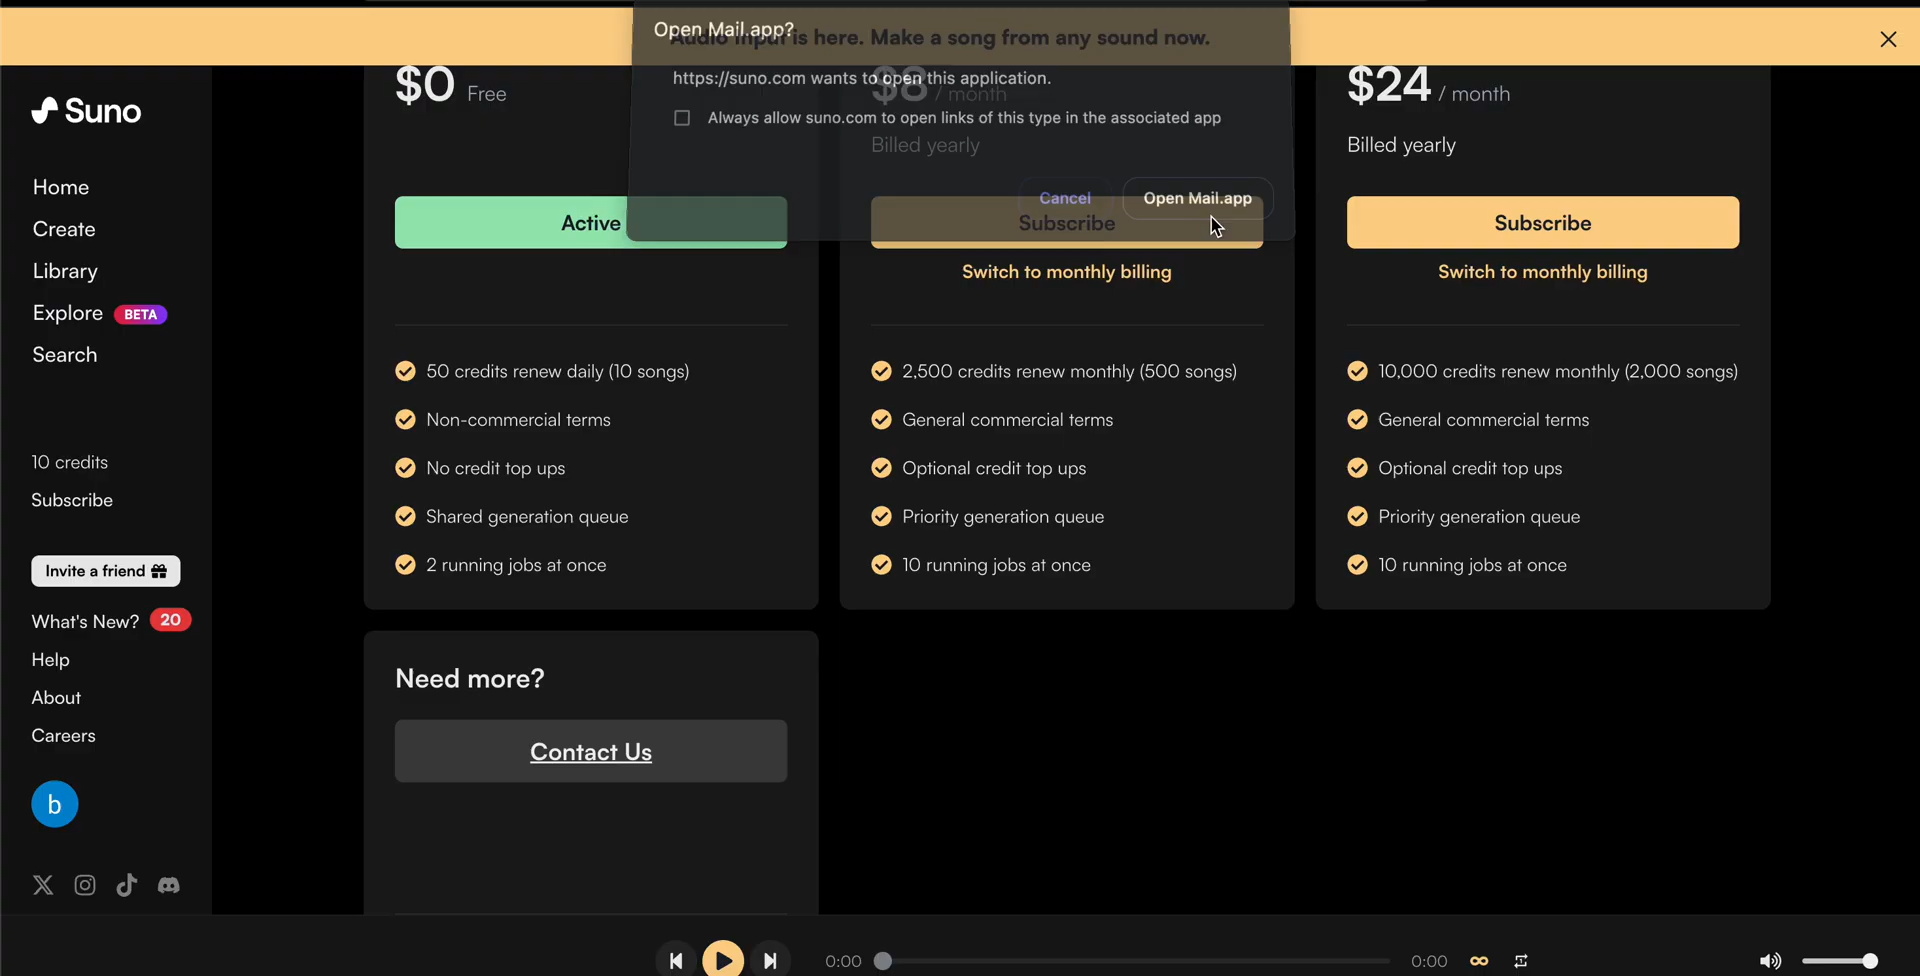 Open Mail.app?
Audio Input is here. Make a song from any sound now.
https://suno.com wants to open this application.
Always allow suno.com to open links of this type in the associated app
Cancel
Open Mail.app
Suno
Home
Create
Library
Explore BETA
Search
10 credits
Subscribe
Invite a friend
What's New? 20
Help
About
Careers
b
$0 Free
Active
50 credits renew daily (10 songs)
Non-commercial terms
No credit top ups
Shared generation queue
2 running jobs at once
$8 / month
Billed yearly
Subscribe
Switch to monthly billing
2,500 credits renew monthly (500 songs)
General commercial terms
Optional credit top ups
Priority generation queue
10 running jobs at once
$24 / month
Billed yearly
Subscribe
Switch to monthly billing
10,000 credits renew monthly (2,000 songs)
General commercial terms
Optional credit top ups
Priority generation queue
10 running jobs at once
Need more?
Contact Us
0:00
0:00